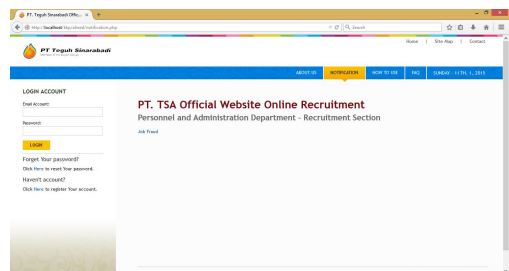 PT. Teguh Sinarabadi Offic...
localhost
notification.php
Search
Home | Site Map | Contact
PT Teguh Sinarabadi
ABOUT US NOTIFICATION HOW TO USE FAQ SUNDAY - 11TH, 1, 2015
LOGIN ACCOUNT
Email Account:
Password:
LOGIN
Forget Your password?
Click Here to reset Your password.
Haven't account?
Click Here to register Your account.
PT. TSA Official Website Online Recruitment
Personnel and Administration Department - Recruitment Section
Job Fraud